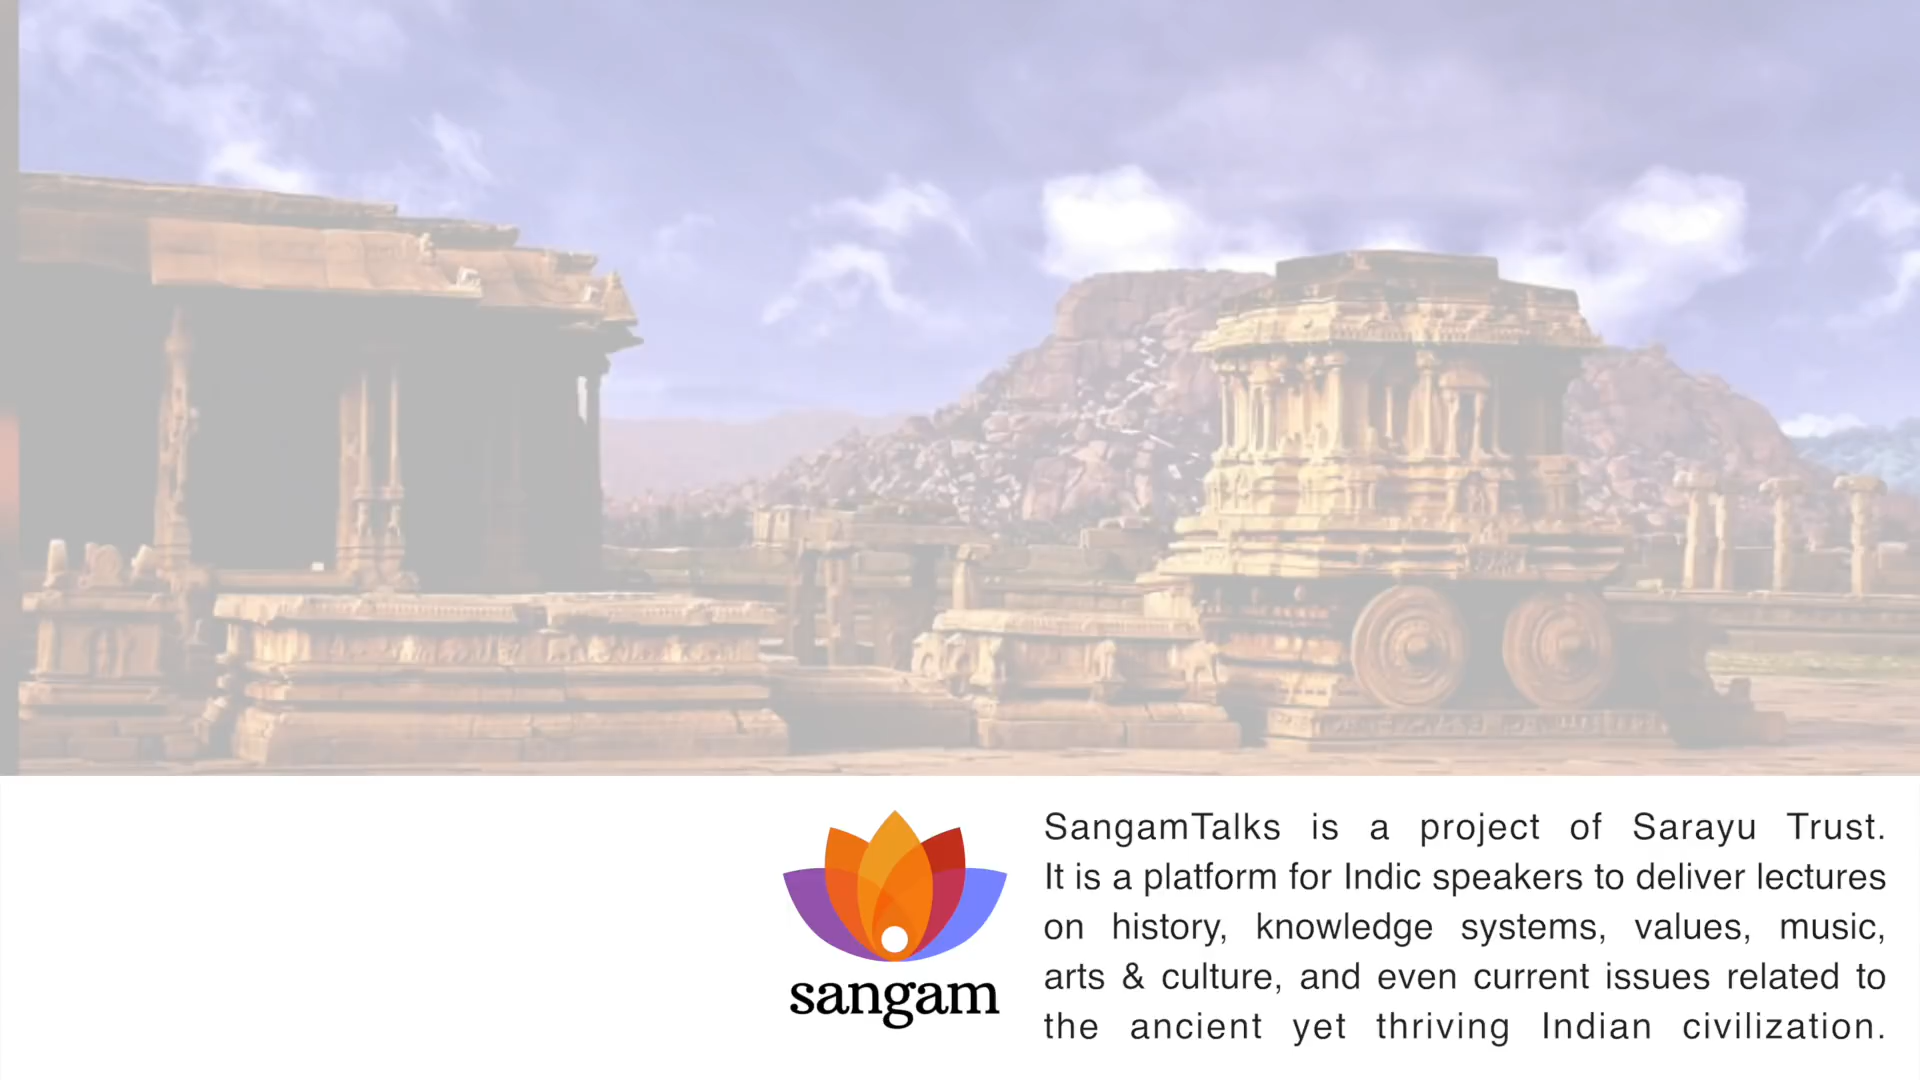 sangam
SangamTalks is a project of Sarayu Trust.
It is a platform for Indic speakers to deliver lectures
on history, knowledge systems, values, music,
arts & culture, and even current issues related to
the ancient yet thriving Indian civilization.